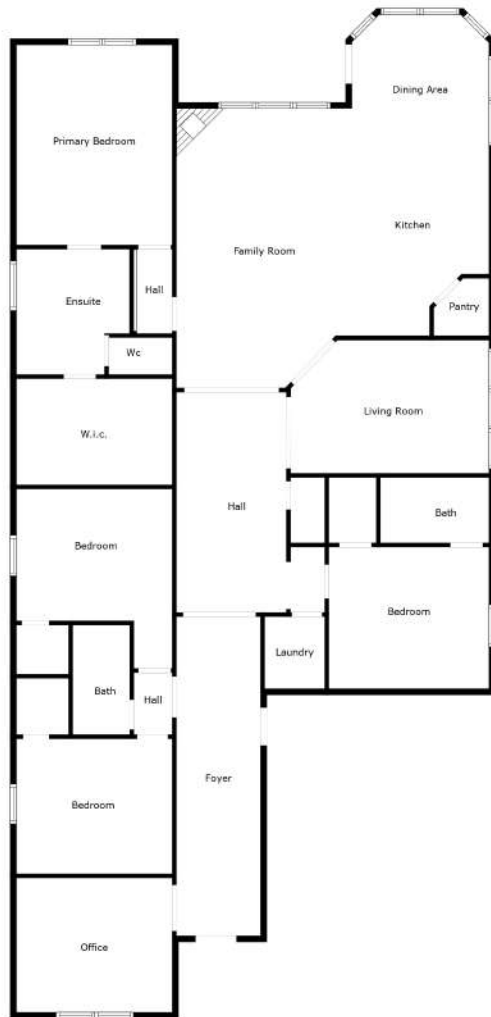 Dining Area
Primary Bedroom
Kitchen
Family Room
Hall
Ensuite
Pantry
Wc
Living Room
W.i.c.
Hall
Bath
Bedroom
Bedroom
Laundry
Bath
Hall
Foyer
Bedroom
Office